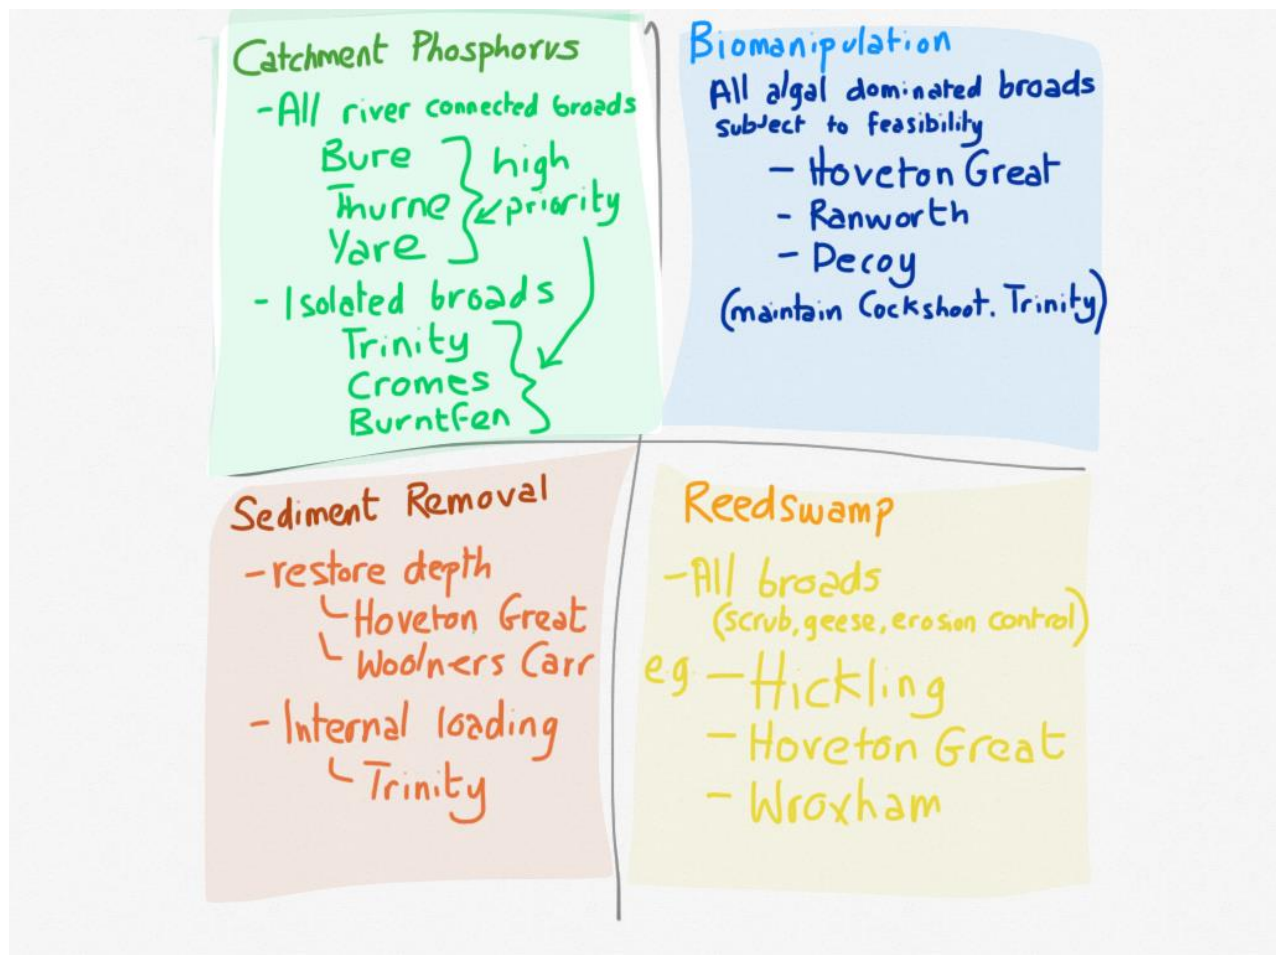 Catchment Phosphorus
- All river connected broads
Bure
Thurne
Yare
high
priority
- Isolated broads
Trinity
Cromes
Burntfen
Biomanipulation
All algal dominated broads
subject to feasibility
- Hoveton Great
- Ranworth
- Decoy
(maintain Cockshoot. Trinity)
Sediment Removal
- restore depth
Hoveton Great
Woolners Carr
- Internal loading
Trinity
Reedswamp
- All broads
(scrub, geese, erosion control)
e.g - Hickling
- Hoveton Great
- Wroxham